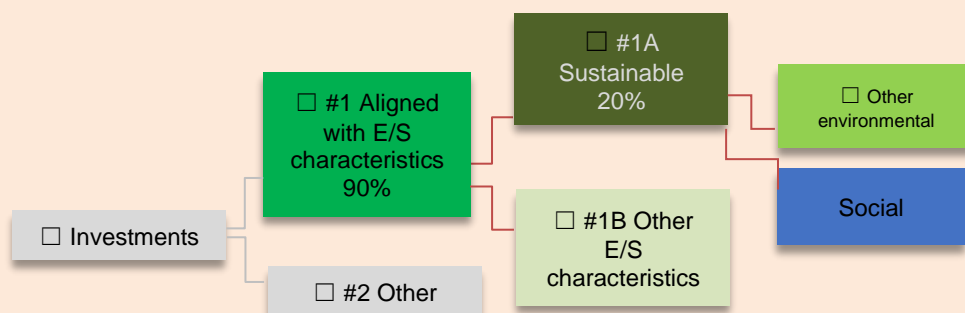 ☐ Investments
☐ #1 Aligned
with E/S
characteristics
90%
☐ #2 Other
☐ #1A
Sustainable
20%
☐ #1B Other
E/S
characteristics
☐ Other
environmental
Social